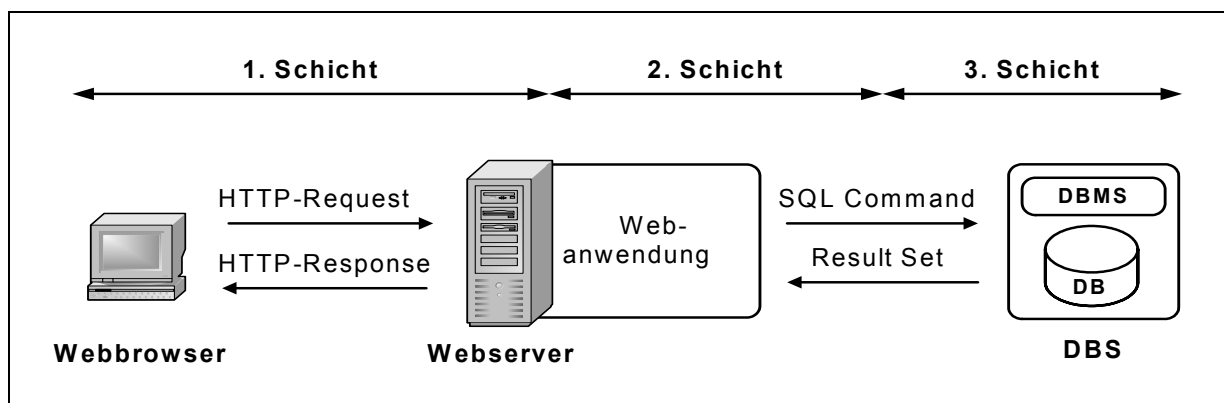 1. Schicht
2. Schicht
3. Schicht
HTTP-Request
HTTP-Response
Web-
anwendung
SQL Command
Result Set
DBMS
DB
Webbrowser
Webserver
DBS